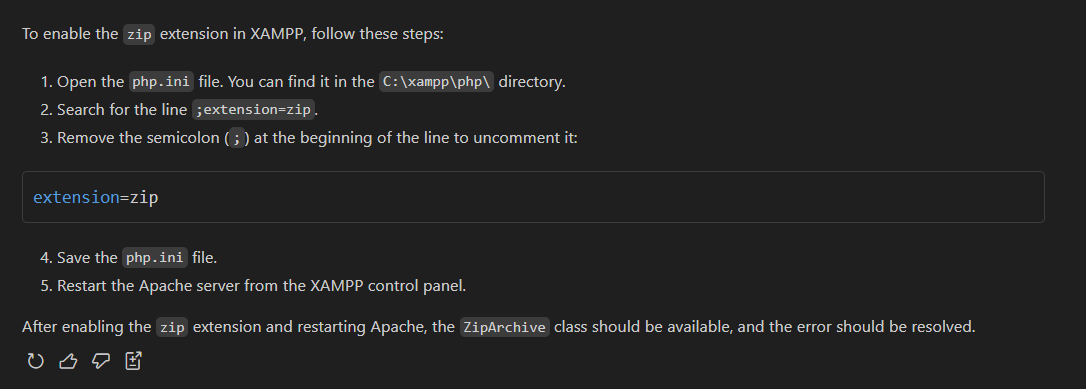 To enable the zip extension in XAMPP, follow these steps:
1. Open the php.ini file. You can find it in the C:\xampp\php\ directory.
2. Search for the line ;extension=zip.
3. Remove the semicolon (;) at the beginning of the line to uncomment it:
extension=zip
4. Save the php.ini file.
5. Restart the Apache server from the XAMPP control panel.
After enabling the zip extension and restarting Apache, the ZipArchive class should be available, and the error should be resolved.